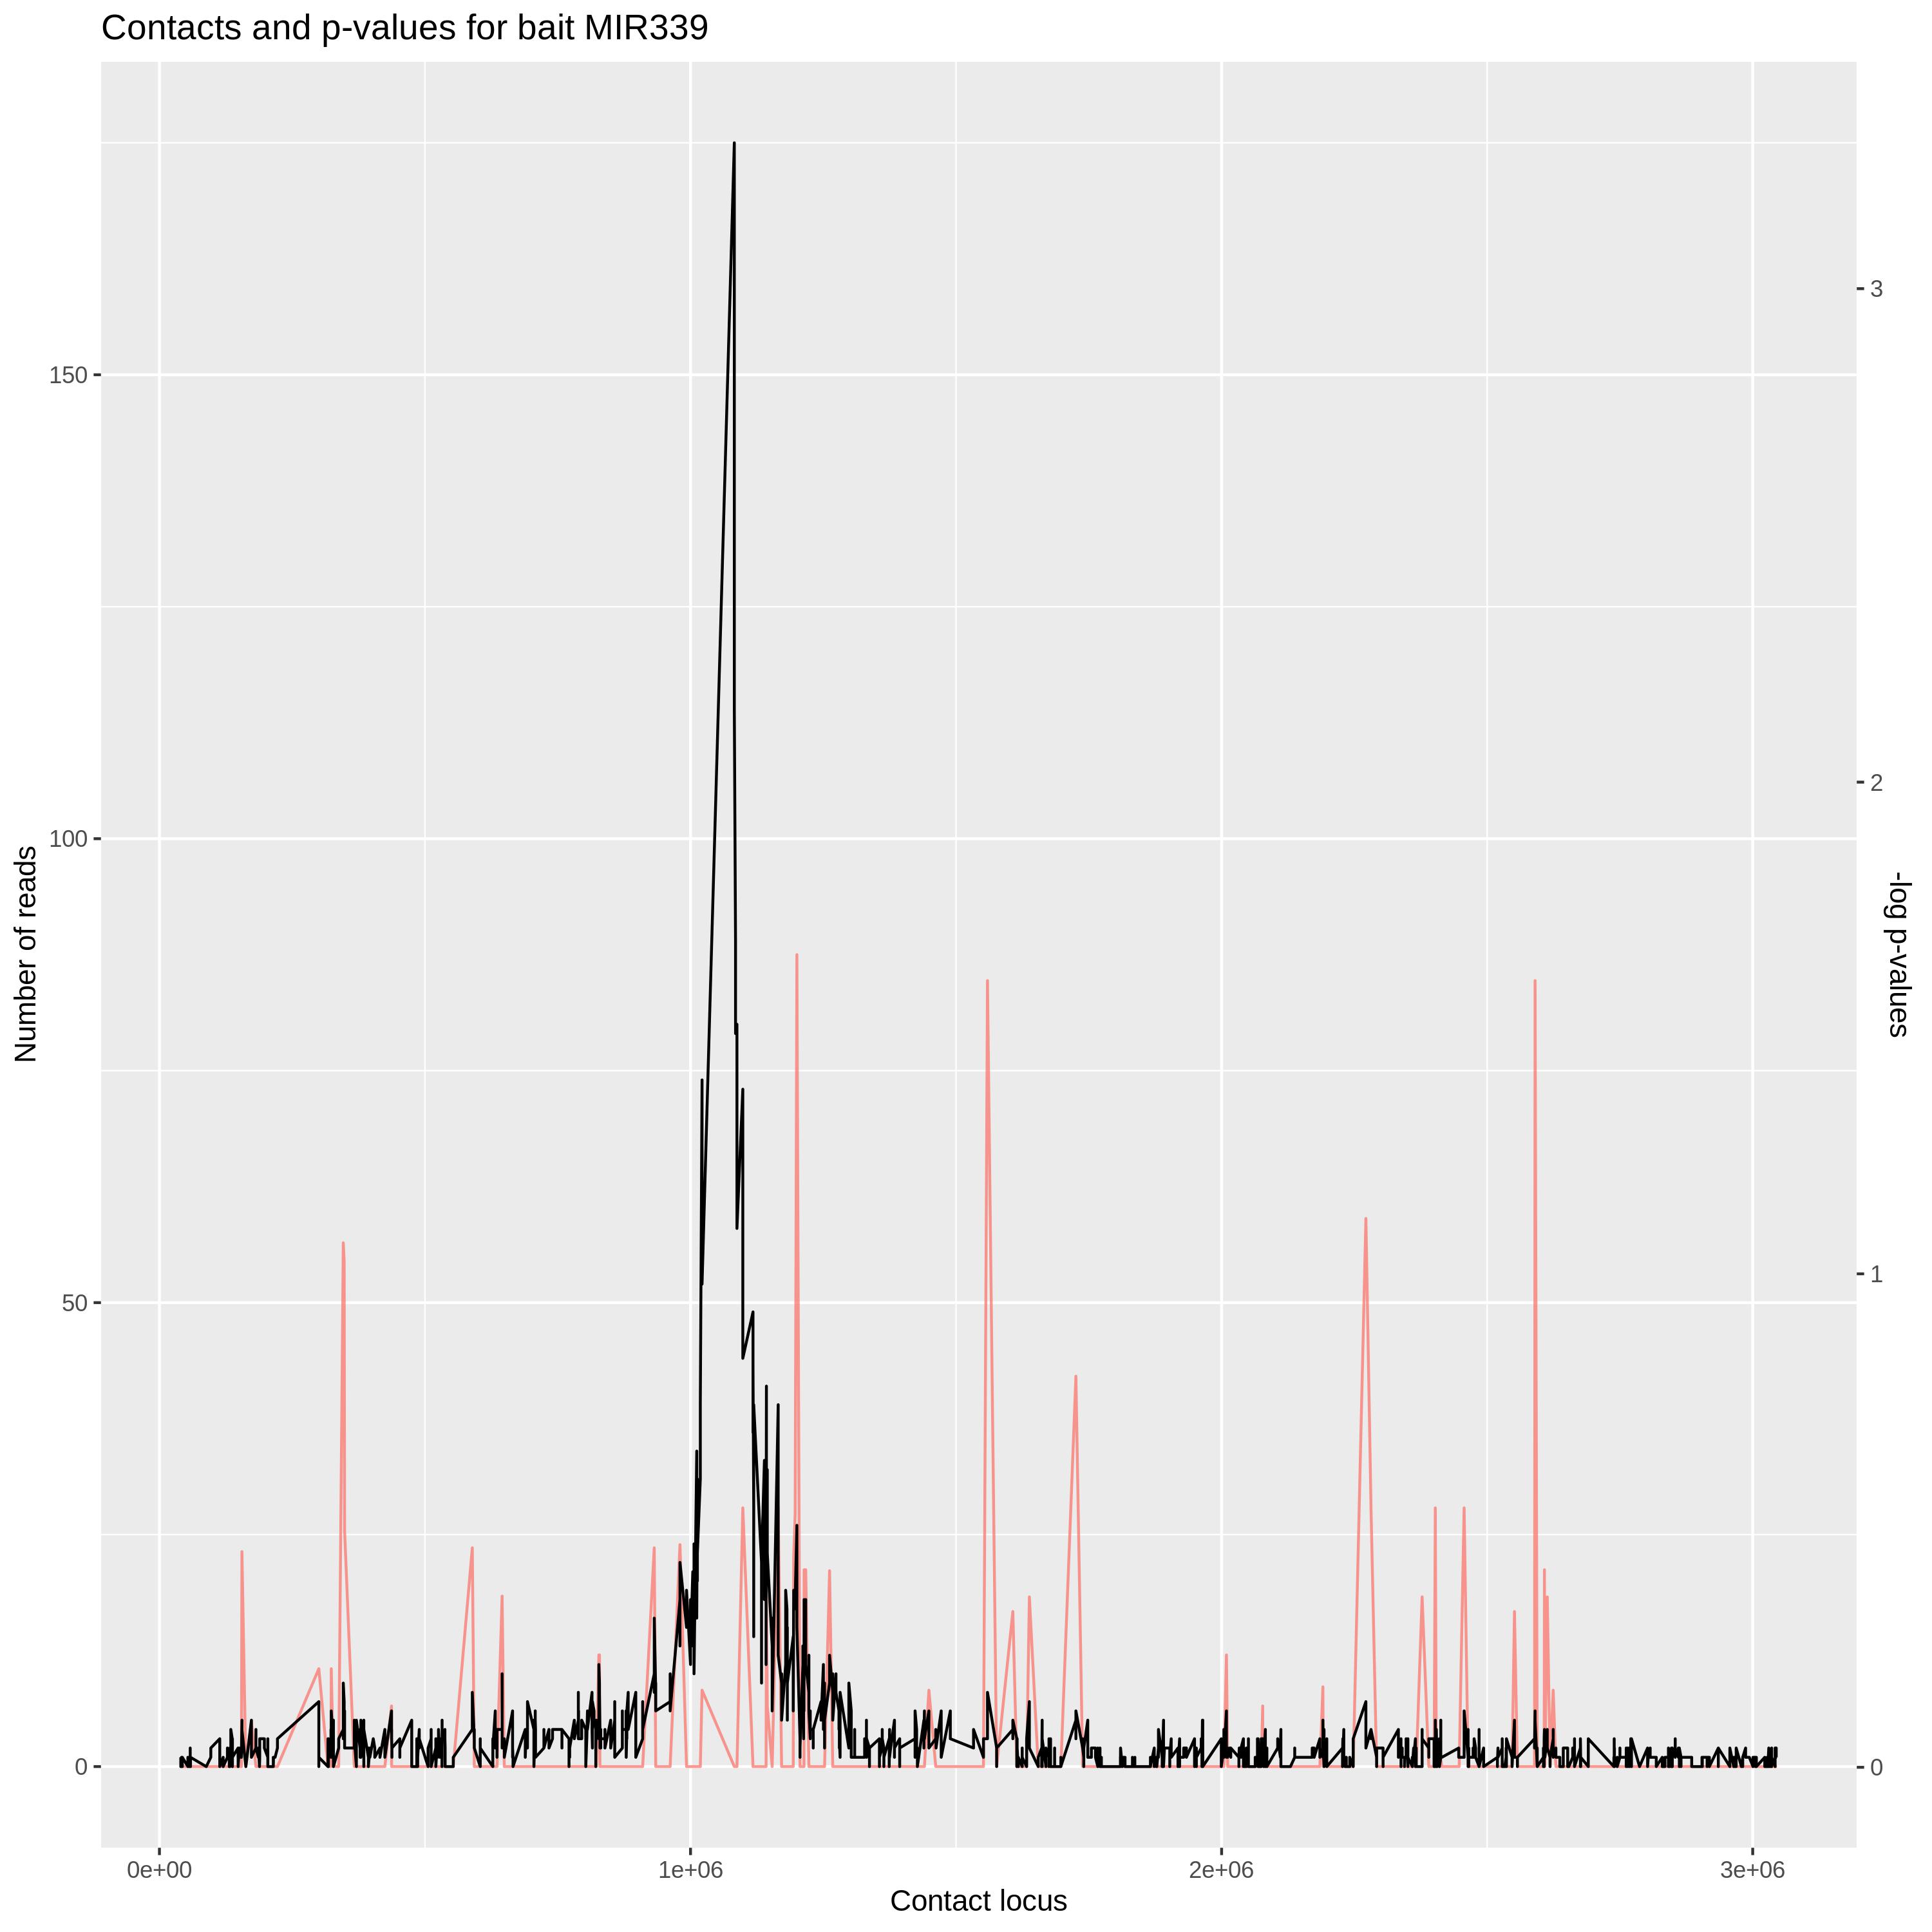 Contacts and p-values for bait MIR339
Number of reads
150
100
50
0
3
2
1
0
-log p-values
0e+00 1e+06 2e+06 3e+06
Contact locus